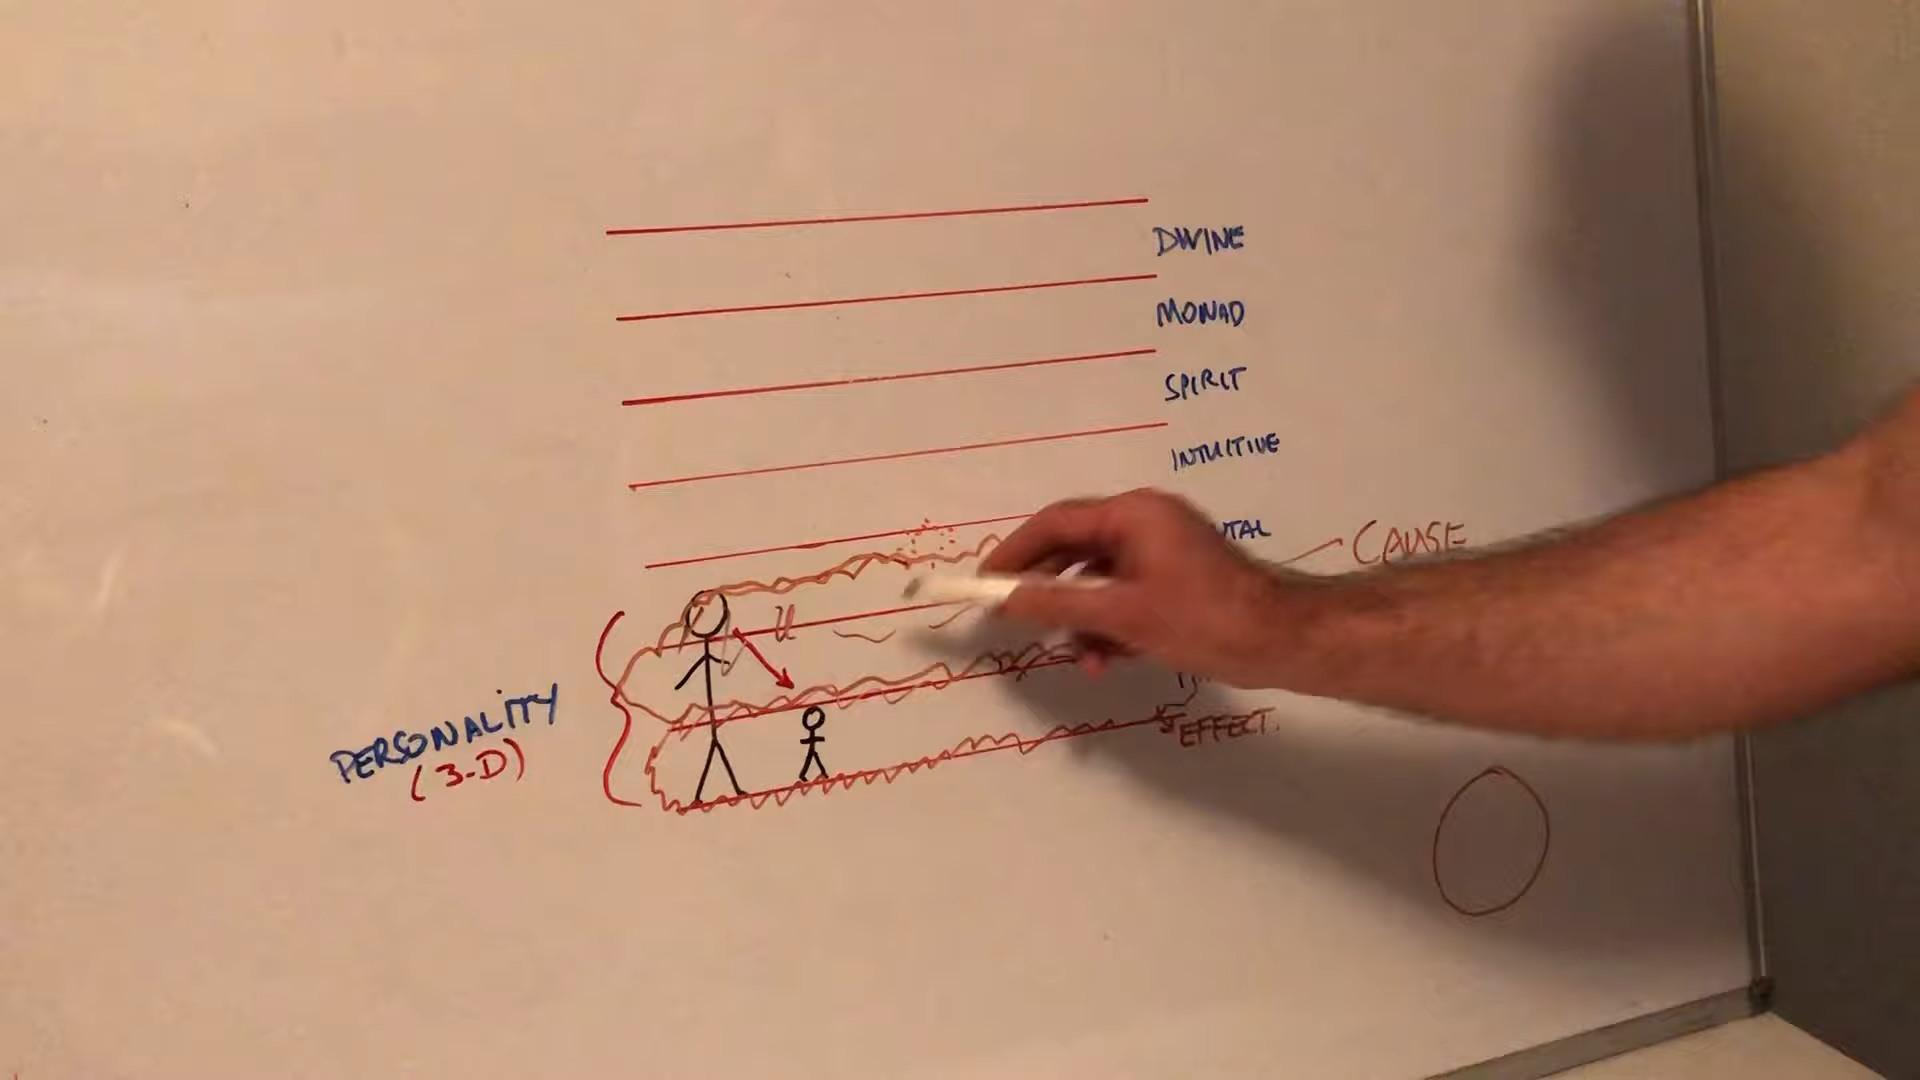 DIVINE
MONAD
SPIRIT
INTUITIVE
CAUSE
PERSONALITY
(3-D)
EFFECT.